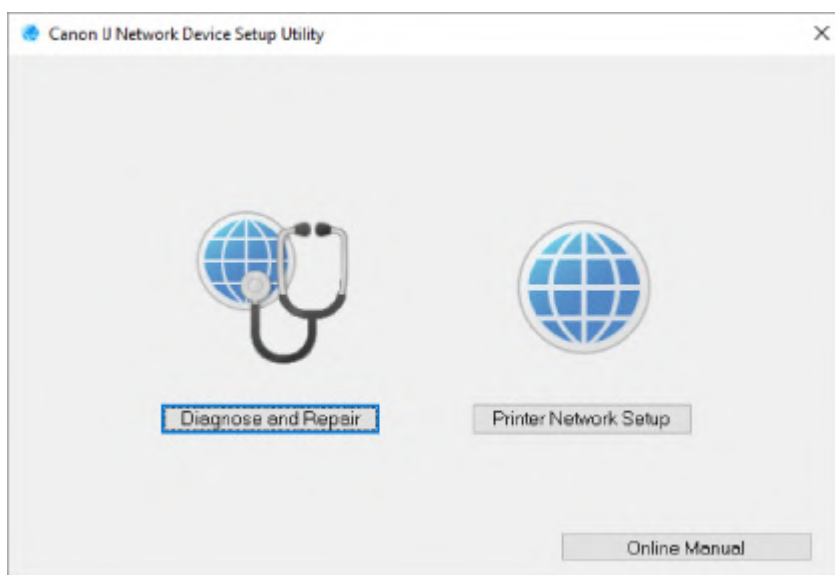 Canon IJ Network Device Setup Utility
Diagnose and Repair
Printer Network Setup
Online Manual